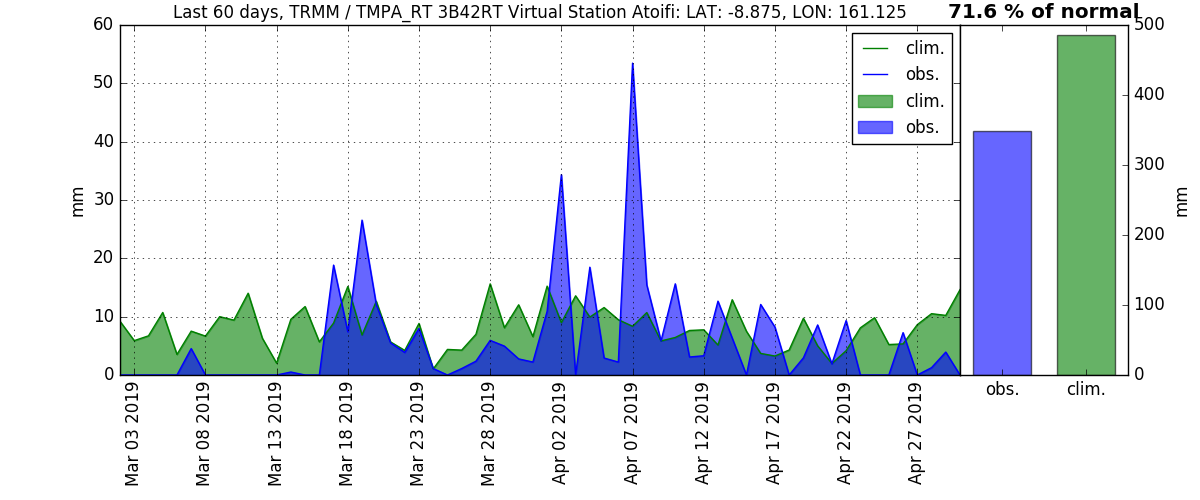 Last 60 days, TRMM / TMPA_RT 3B42RT Virtual Station Atoifi: LAT: -8.875, LON: 161.125
71.6 % of normal
mm
60
50
40
30
20
10
0
clim.
obs.
clim.
obs.
Mar 03 2019
Mar 08 2019
Mar 13 2019
Mar 18 2019
Mar 23 2019
Mar 28 2019
Apr 02 2019
Apr 07 2019
Apr 12 2019
Apr 17 2019
Apr 22 2019
Apr 27 2019
500
400
300
200
100
0
mm
obs.
clim.